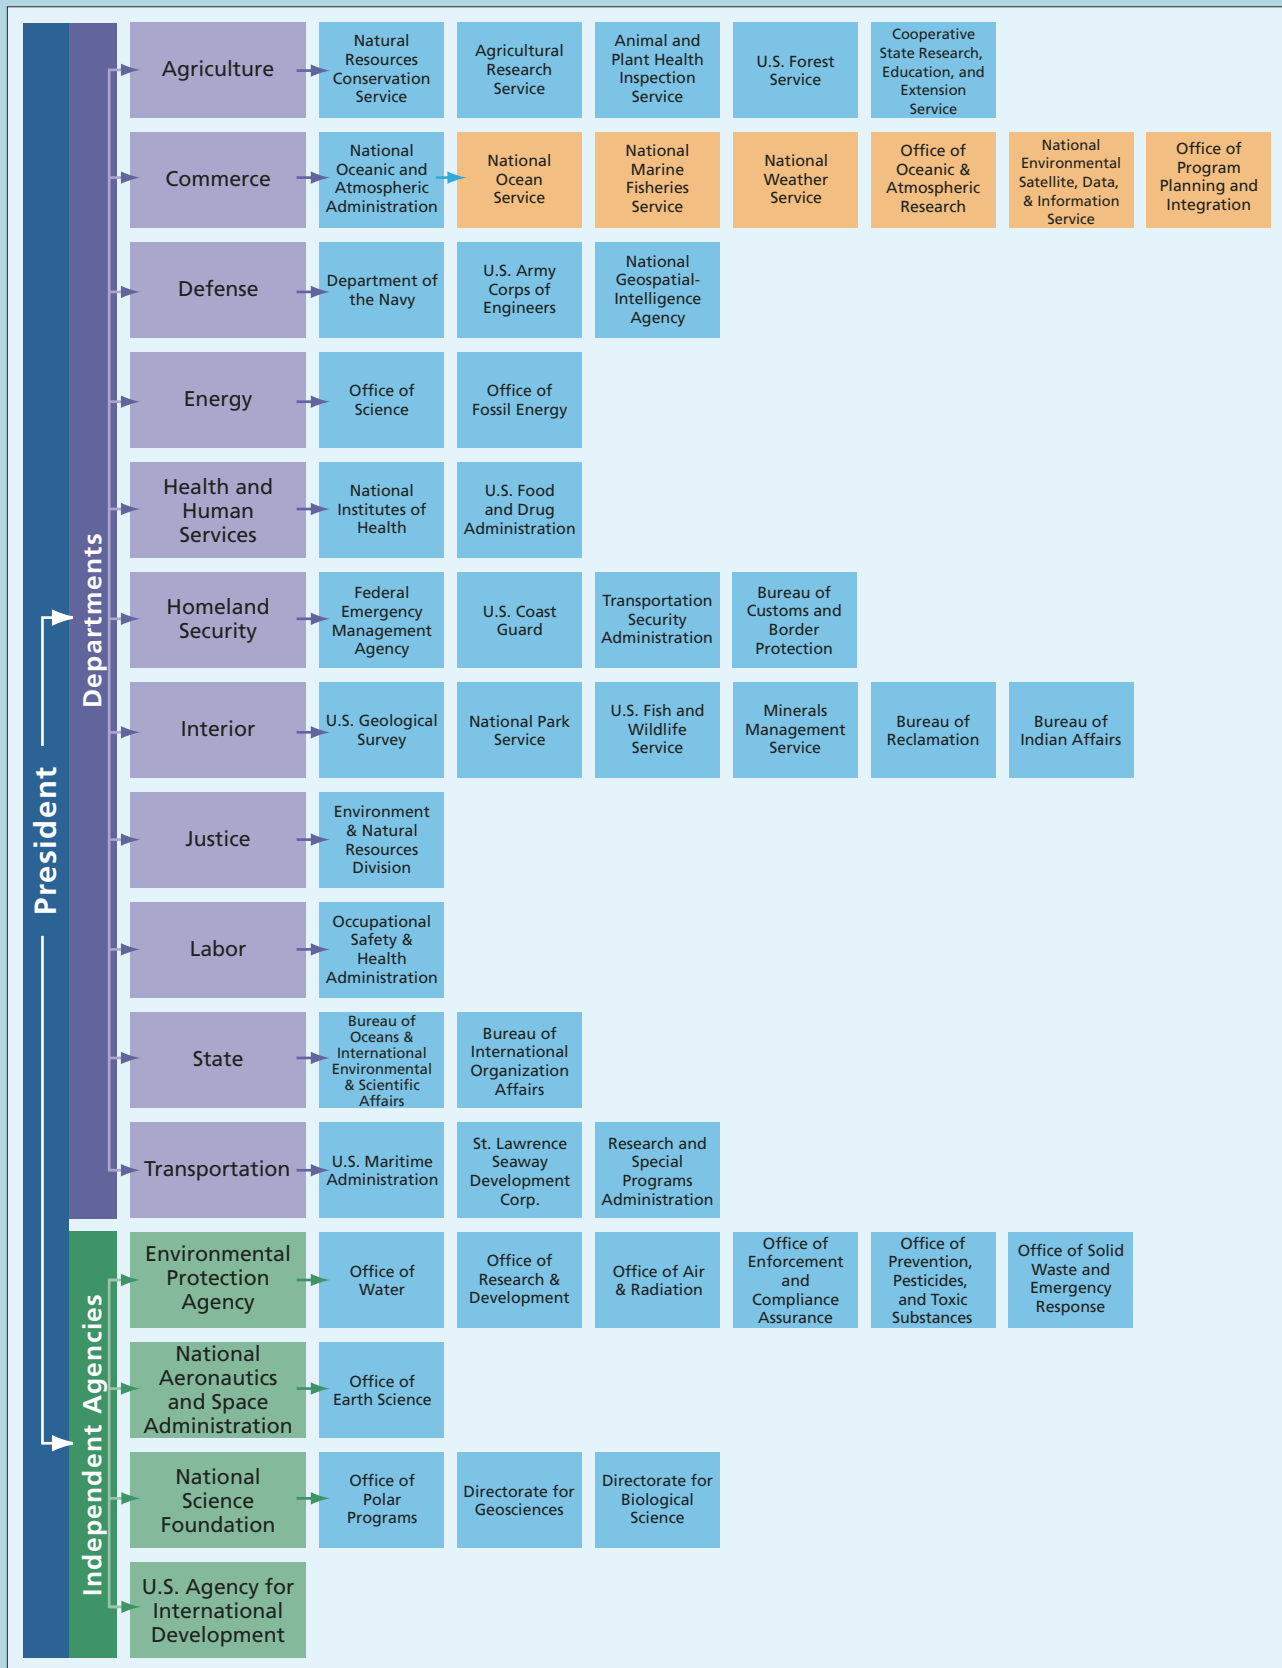 President
Departments
Agriculture
Natural
Resources
Conservation
Service
Agricultural
Research
Service
Animal and
Plant Health
Inspection
Service
U.S. Forest
Service
Cooperative
State Research,
Education, and
Extension
Service
Commerce
National
Oceanic and
Atmospheric
Administration
National
Ocean
Service
National
Marine
Fisheries
Service
National
Weather
Service
Office of
Oceanic &
Atmospheric
Research
National
Environmental
Satellite, Data,
& Information
Service
Office of
Program
Planning and
Integration
Defense
Department of
the Navy
U.S. Army
Corps of
Engineers
National
Geospatial-
Intelligence
Agency
Energy
Office of
Science
Office of
Fossil Energy
Health and
Human
Services
National
Institutes of
Health
U.S. Food
and Drug
Administration
Homeland
Security
Federal
Emergency
Management
Agency
U.S. Coast
Guard
Transportation
Security
Administration
Bureau of
Customs and
Border
Protection
Interior
U.S. Geological
Survey
National Park
Service
U.S. Fish and
Wildlife
Service
Minerals
Management
Service
Bureau of
Reclamation
Bureau of
Indian Affairs
Justice
Environment
& Natural
Resources
Division
Labor
Occupational
Safety &
Health
Administration
State
Bureau of
Oceans &
International
Environmental
& Scientific
Affairs
Bureau of
International
Organization
Affairs
Transportation
U.S. Maritime
Administration
St. Lawrence
Seaway
Development
Corp.
Research and
Special
Programs
Administration
Independent Agencies
Environmental
Protection
Agency
Office of
Water
Office of
Research &
Development
Office of Air
& Radiation
Office of
Enforcement
and
Compliance
Assurance
Office of
Prevention,
Pesticides,
and Toxic
Substances
Office of Solid
Waste and
Emergency
Response
National
Aeronautics
and Space
Administration
Office of
Earth Science
National
Science
Foundation
Office of
Polar
Programs
Directorate for
Geosciences
Directorate for
Biological
Science
U.S. Agency for
International
Development